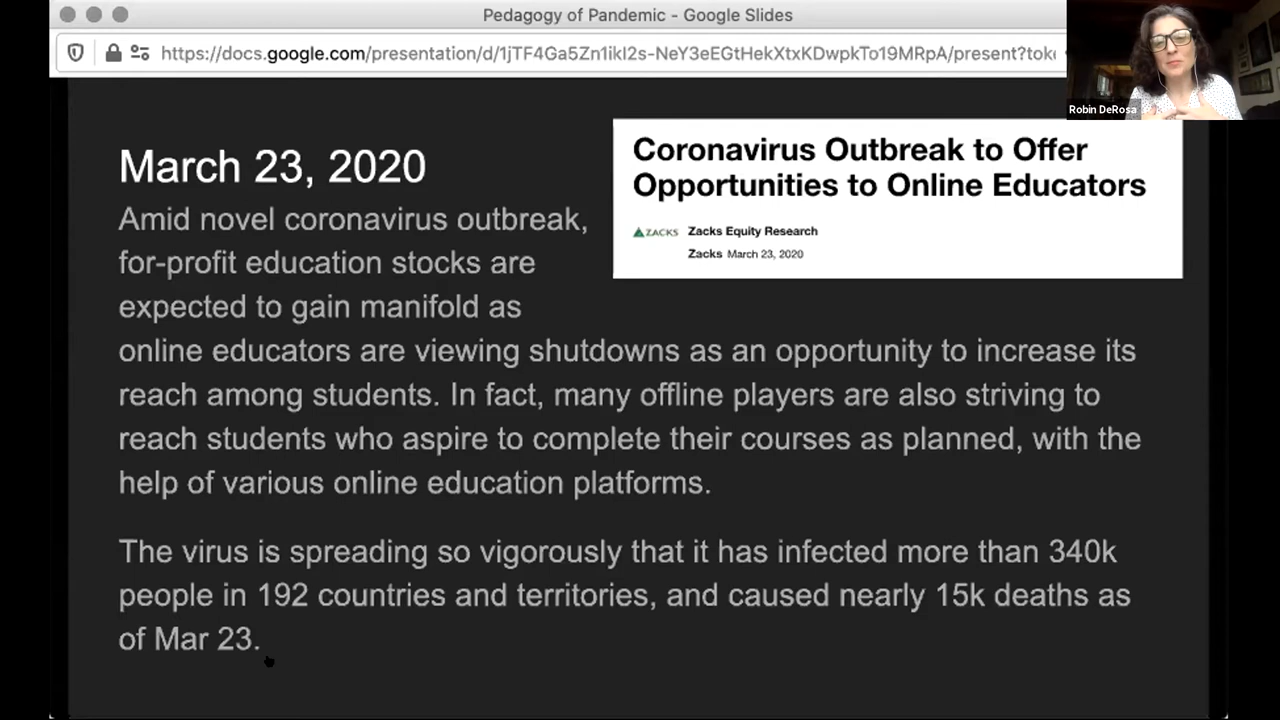 Pedagogy of Pandemic - Google Slides
https://docs.google.com/presentation/d/1jTF4Ga5Zn1ikI2s-NeY3eEGtHekXtxKDwpkTo19MRpA/present?toke
Robin DeRosa
March 23, 2020
Amid novel coronavirus outbreak,
for-profit education stocks are
expected to gain manifold as
online educators are viewing shutdowns as an opportunity to increase its
reach among students. In fact, many offline players are also striving to
reach students who aspire to complete their courses as planned, with the
help of various online education platforms.
The virus is spreading so vigorously that it has infected more than 340k
people in 192 countries and territories, and caused nearly 15k deaths as
of Mar 23.
Coronavirus Outbreak to Offer
Opportunities to Online Educators
ZACKS Zacks Equity Research
Zacks March 23, 2020